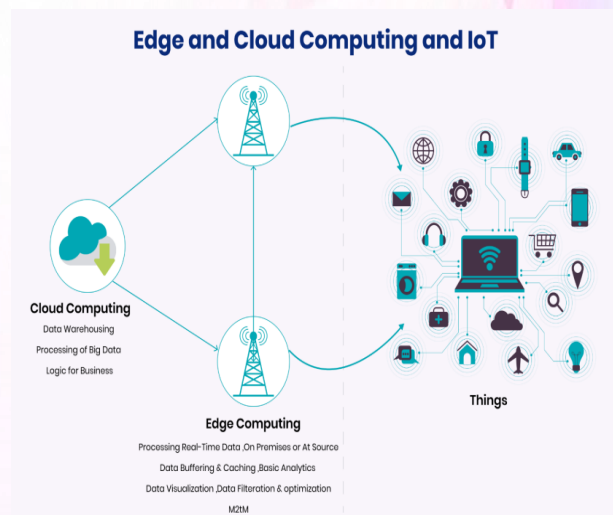 Edge and Cloud Computing and IoT
Cloud Computing
Data Warehousing
Processing of Big Data
Logic for Business
Edge Computing
Processing Real-Time Data ,On Premises or At Source
Data Buffering & Caching ,Basic Analytics
Data Visualization ,Data Filteration & optimization
M2tM
Things